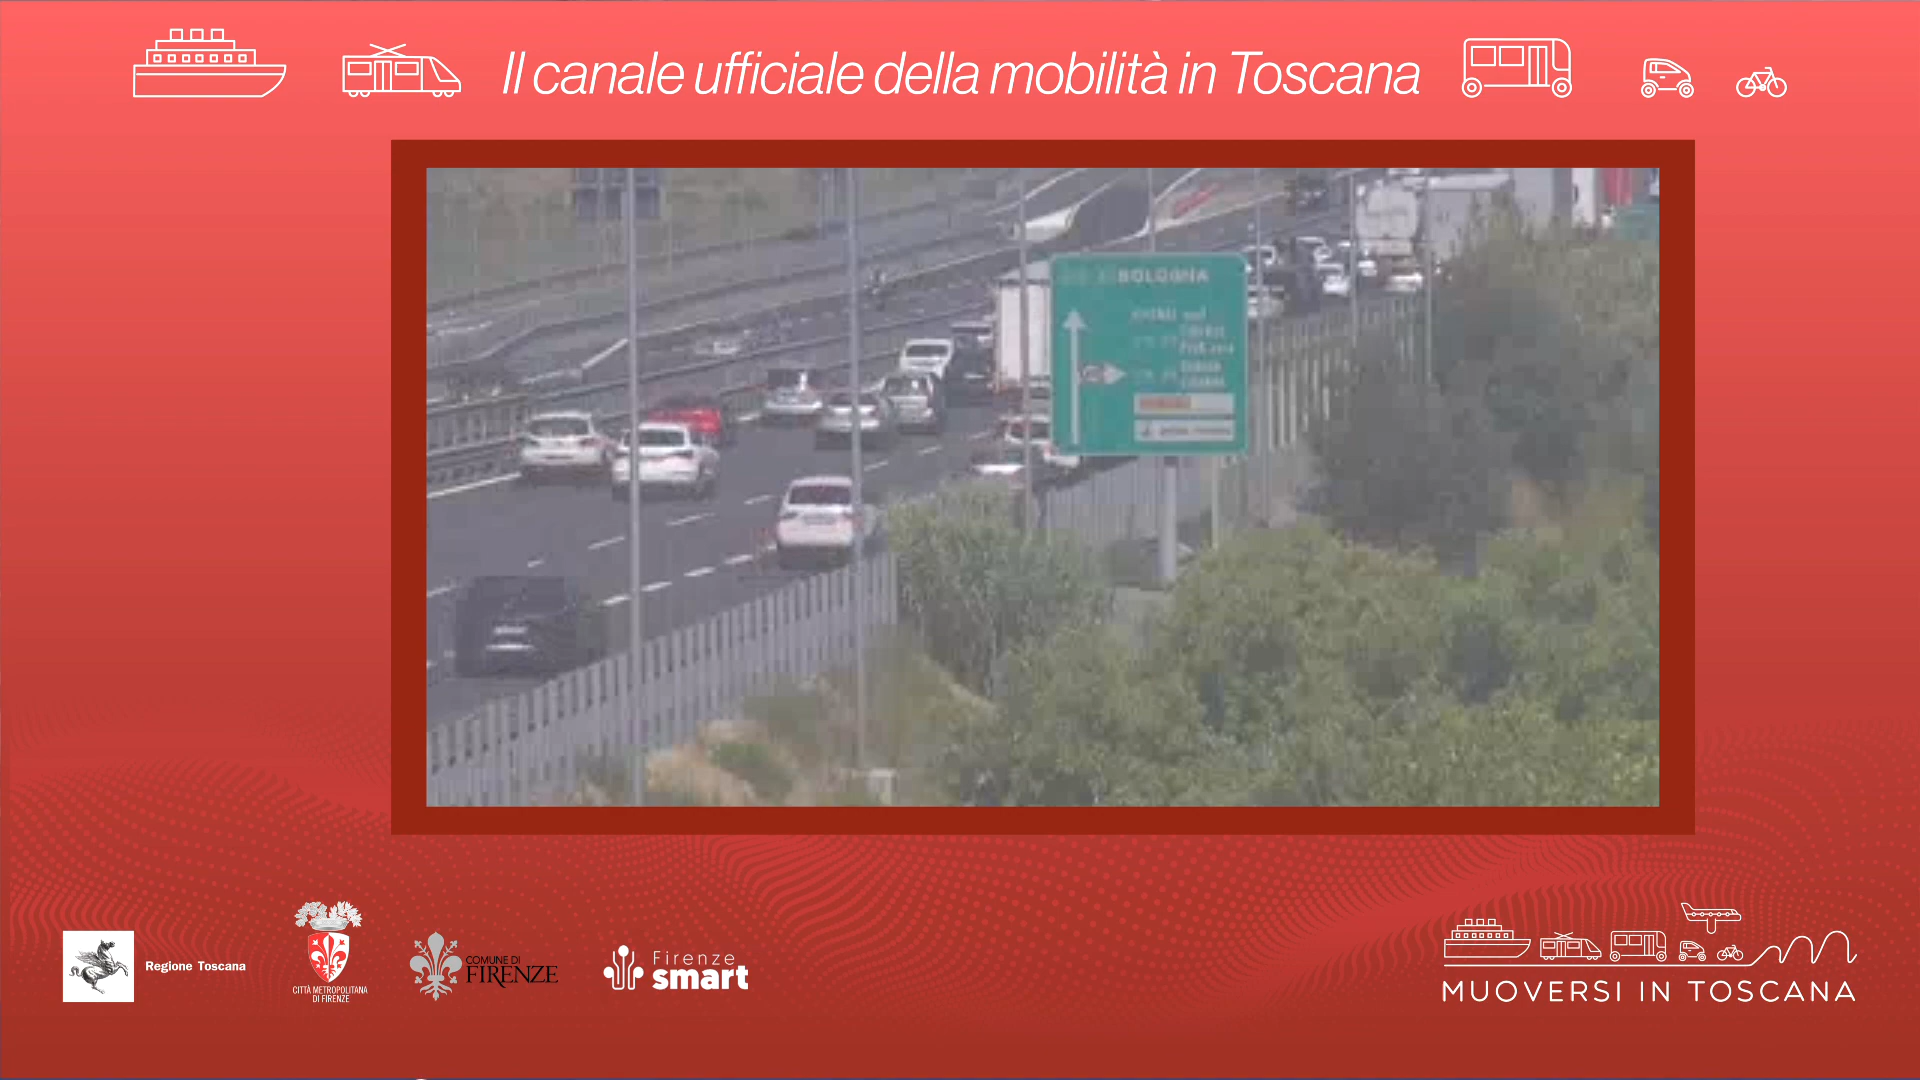 Il canale ufficiale della mobilità in Toscana
BOLOGNA
Regione Toscana
CITTÀ METROPOLITANA
DI FIRENZE
COMUNE DI
FIRENZE
Firenze
smart
MUOVERSI IN TOSCANA